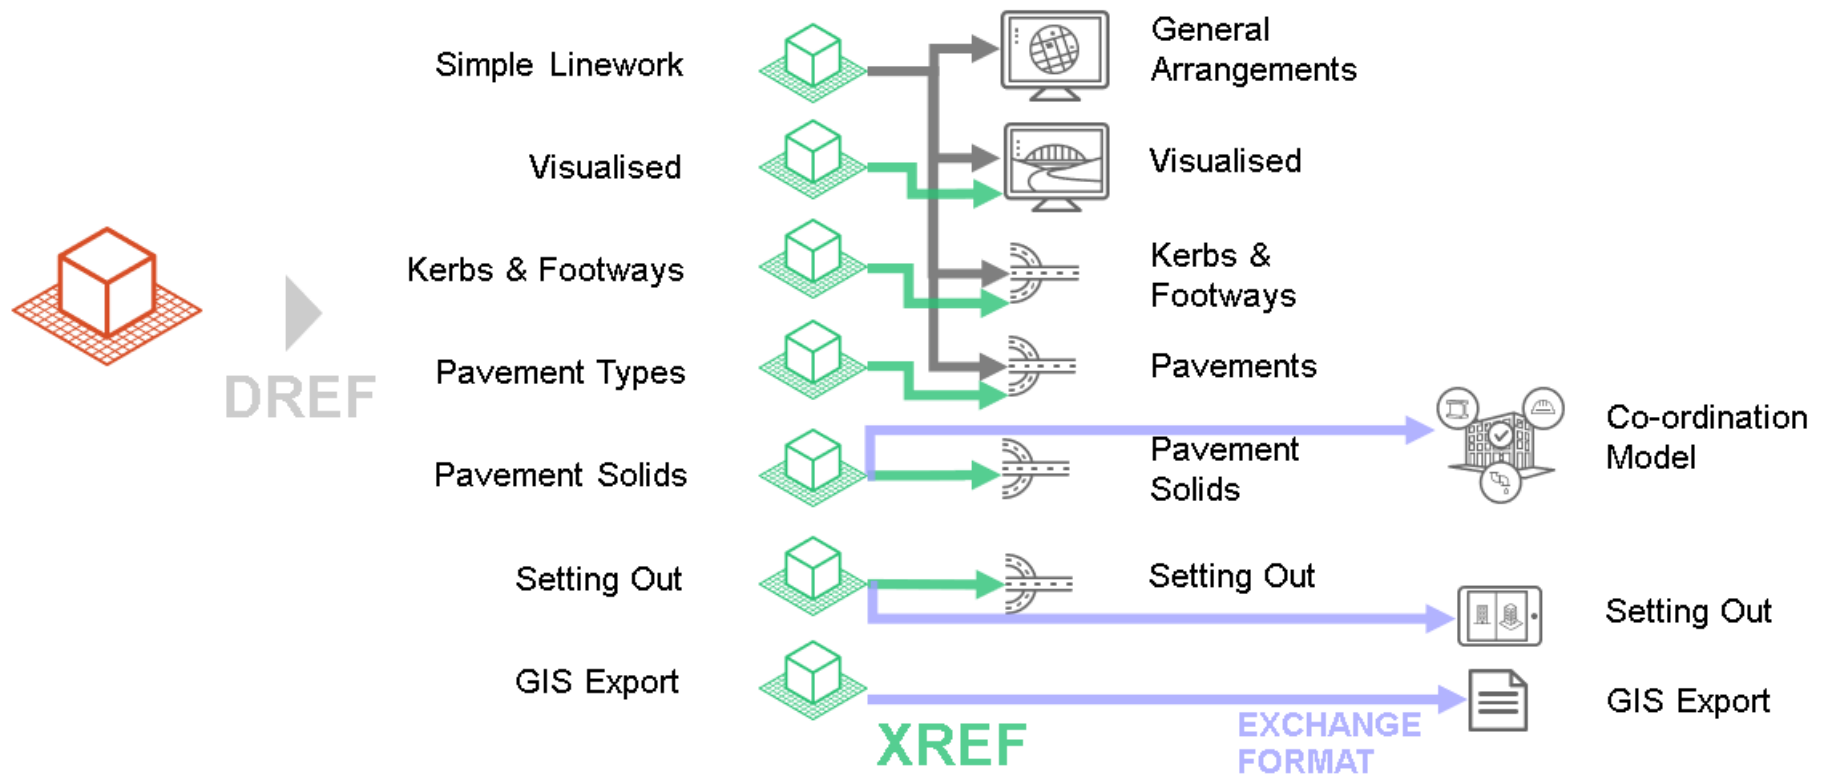 Simple Linework
General
Arrangements
Visualised
Visualised
Kerbs & Footways
Kerbs &
Footways
DREF
Pavement Types
Pavements
Pavement Solids
Pavement
Solids
Co-ordination
Model
Setting Out
Setting Out
Setting Out
GIS Export
GIS Export
XREF
EXCHANGE
FORMAT